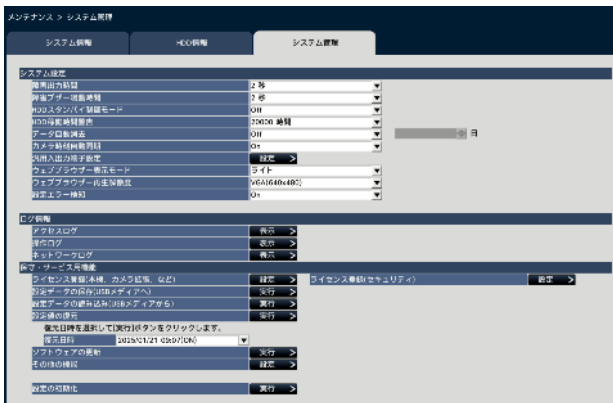 メンテナンス > システム管理
システム情報 HDD情報 システム管理
システム設定
障害出力時間 2 秒
障害ブザー鳴動時間 2 秒
HDDスタンバイ制御モード Off
HDD稼働時間警告 20000 時間
データ自動消去 Off 日
カメラ時刻自動同期 On
汎用入出力端子設定 設定 >
ウェブブラウザー表示モード ライト
ウェブブラウザー再生解像度 VGA(640x480)
設定エラー検知 On
ログ情報
アクセスログ 表示 >
操作ログ 表示 >
ネットワークログ 表示 >
保守・サービス用機能
ライセンス登録(本機、カメラ拡張、など) 設定 > ライセンス登録(セキュリティ) 設定 >
設定データの保存(USBメディアへ) 実行 >
設定データの読み込み(USBメディアから) 実行 >
設定値の復元 実行 >
復元日時を選択して[実行]ボタンをクリックします。
復元日時 2025/01/21 09:07(ON)
ソフトウェアの更新 実行 >
その他の機能 設定 >
設定の初期化 実行 >